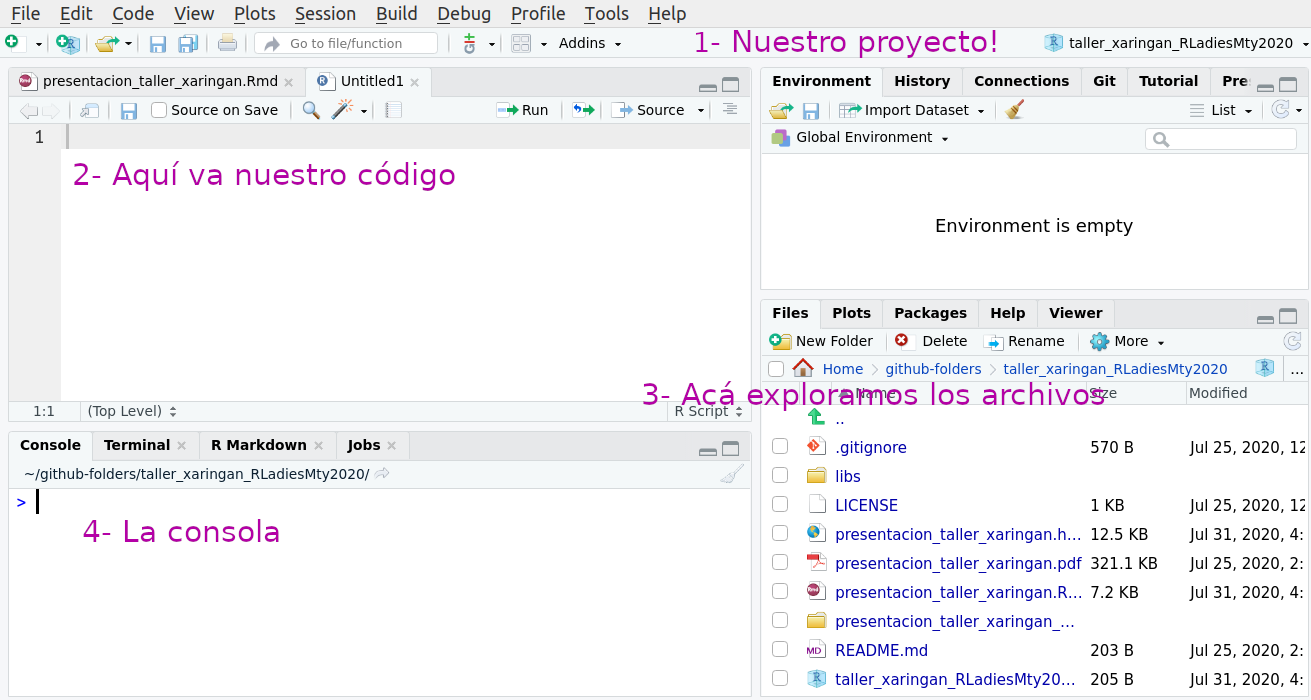 File Edit Code View Plots Session Build Debug Profile Tools Help
Go to file/function Addins 1- Nuestro proyecto! taller_xaringan_RLadiesMty2020
presentacion_taller_xaringan.Rmd Untitled1
Source on Save Run Source
1
2- Aquí va nuestro código
1:1 (Top Level) R Script
Console Terminal R Markdown Jobs
~/github-folders/taller_xaringan_RLadiesMty2020/
>
4- La consola
Environment History Connections Git Tutorial Pre
Import Dataset List
Global Environment
Environment is empty
Files Plots Packages Help Viewer
New Folder Delete Rename More
Home github-folders taller_xaringan_RLadiesMty2020 ...
3- Acá exploramos los archivos
Name Size Modified
..
.gitignore 570 B Jul 25, 2020, 12
libs
LICENSE 1 KB Jul 25, 2020, 12
presentacion_taller_xaringan.h... 12.5 KB Jul 31, 2020, 4:
presentacion_taller_xaringan.pdf 321.1 KB Jul 25, 2020, 2:
presentacion_taller_xaringan.R... 7.2 KB Jul 31, 2020, 4:
presentacion_taller_xaringan_...
README.md 203 B Jul 25, 2020, 2:
taller_xaringan_RLadiesMty20... 205 B Jul 31, 2020, 4: